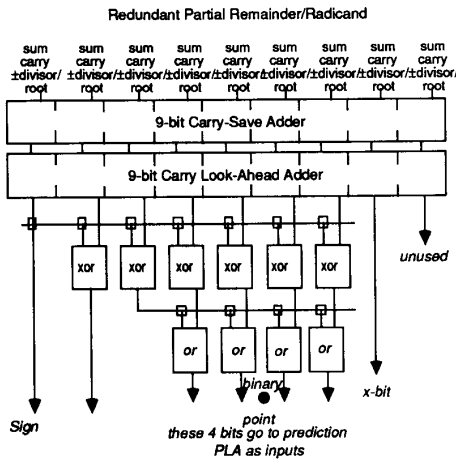 Redundant Partial Remainder/Radicand
sum sum sum sum sum sum sum sum sum
carry carry carry carry carry carry carry carry carry
±divisor/ ±divisor/ ±divisor/ ±divisor/ ±divisor/ ±divisor/ ±divisor/ ±divisor/ ±divisor/
root root root root root root root root root
9-bit Carry-Save Adder
9-bit Carry Look-Ahead Adder
unused
xor xor xor xor xor xor
or or or or
binary
x-bit
Sign
point
these 4 bits go to prediction
PLA as inputs